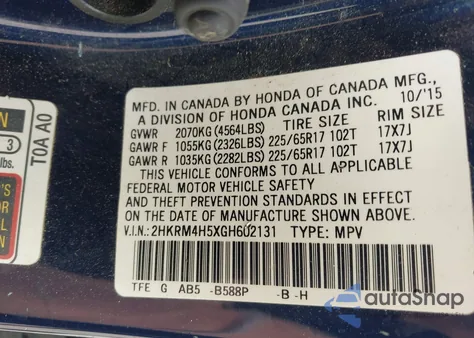 MFD. IN CANADA BY HONDA OF CANADA MFG.,
A DIVISION OF HONDA CANADA INC. 10/'15
GVWR 2070KG (4564LBS) TIRE SIZE RIM SIZE
GAWR F 1055KG (2326LBS) 225/65R17 102T 17X7J
GAWR R 1035KG (2282LBS) 225/65R17 102T 17X7J
THIS VEHICLE CONFORMS TO ALL APPLICABLE
FEDERAL MOTOR VEHICLE SAFETY
AND THEFT PREVENTION STANDARDS IN EFFECT
ON THE DATE OF MANUFACTURE SHOWN ABOVE.
V.I.N.: 2HKRM4H5XGH602131 TYPE: MPV
TFE G AB5 -B588P -B -H
3
lbs.
T0A A0
autoSnap